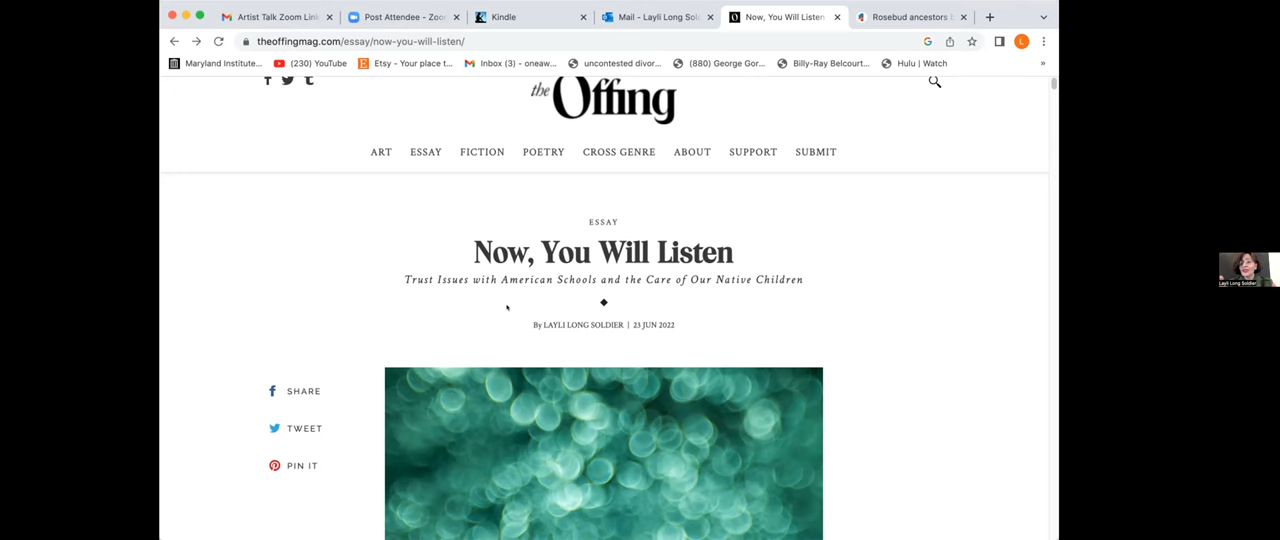 Artist Talk Zoom Link
Post Attendee - Zoo
Kindle
Mail - Layli Long Sol
Now, You Will Listen
Rosebud ancestors
theoffingmag.com/essay/now-you-will-listen/
L
Maryland Institute...
(230) YouTube
Etsy - Your place t...
Inbox (3) - oneaw...
uncontested divor...
(880) George Gor...
Billy-Ray Belcourt...
Hulu | Watch
»
the Offing
ART
ESSAY
FICTION
POETRY
CROSS GENRE
ABOUT
SUPPORT
SUBMIT
ESSAY
Now, You Will Listen
Trust Issues with American Schools and the Care of Our Native Children
By LAYLI LONG SOLDIER | 23 JUN 2022
SHARE
TWEET
PIN IT
Layli Long Soldier